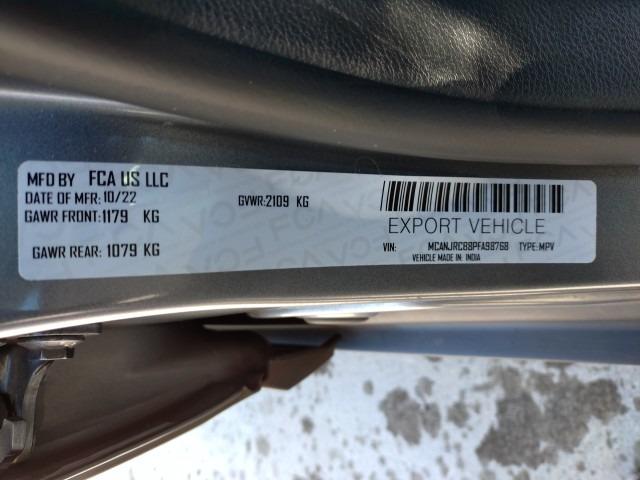 MFD BY FCA US LLC
DATE OF MFR: 10/22 GVWR:2109 KG
GAWR FRONT:1179 KG
GAWR REAR: 1079 KG
EXPORT VEHICLE
VIN: MCANJRCB8PFA98768 TYPE: MPV
VEHICLE MADE IN: INDIA